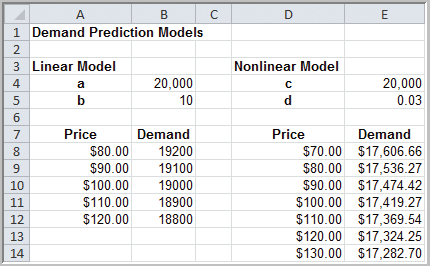 A B C D E
1 Demand Prediction Models
2
3 Linear Model Nonlinear Model
4 a 20,000 c 20,000
5 b 10 d 0.03
6
7 Price Demand Price Demand
8 $80.00 19200 $70.00 $17,606.66
9 $90.00 19100 $80.00 $17,536.27
10 $100.00 19000 $90.00 $17,474.42
11 $110.00 18900 $100.00 $17,419.27
12 $120.00 18800 $110.00 $17,369.54
13 $120.00 $17,324.25
14 $130.00 $17,282.70